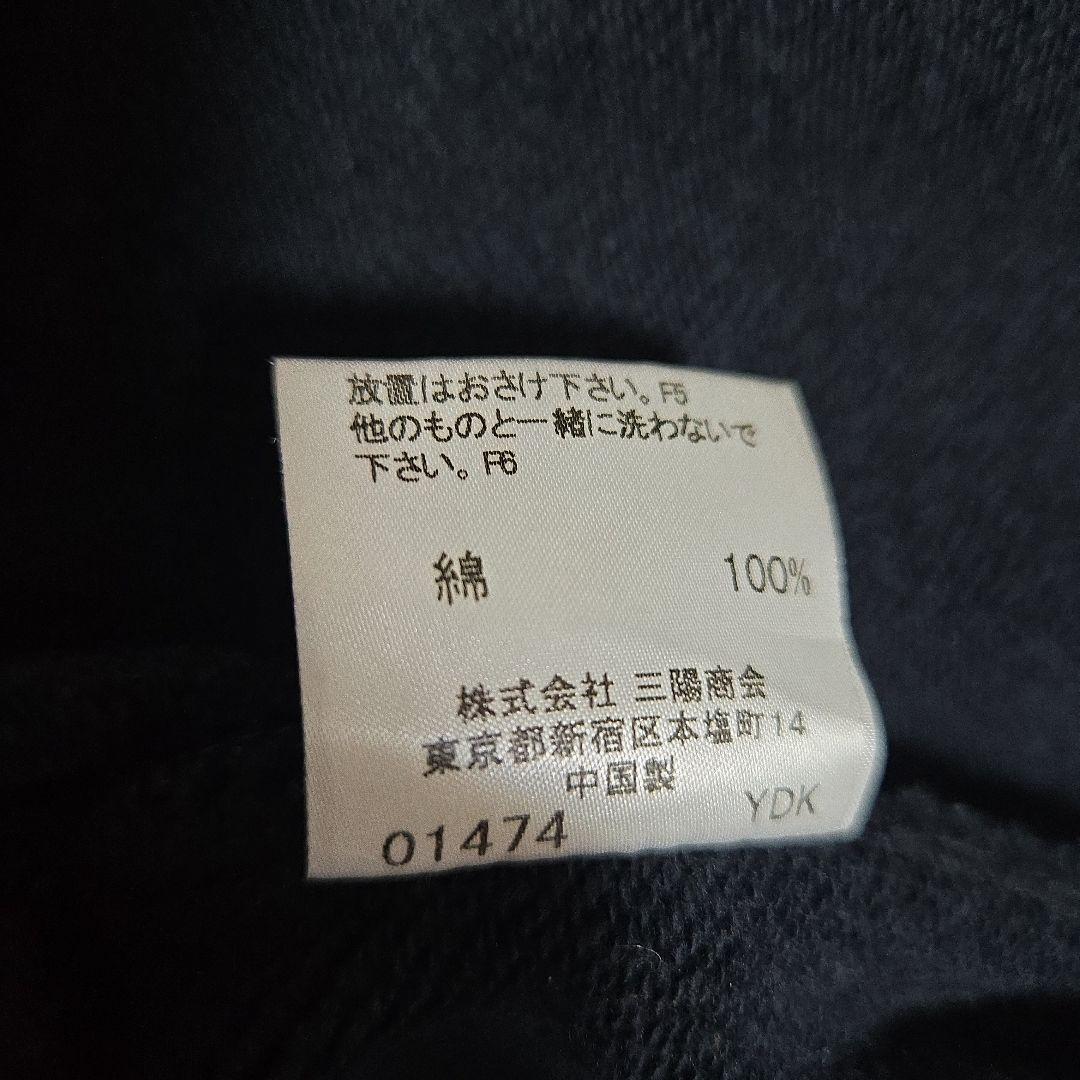 放置はおさけ下さい。F5
他のものと一緒に洗わないで
下さい。F6
綿 100%
株式会社 三陽商会
東京都新宿区本塩町14
中国製
01474 YDK